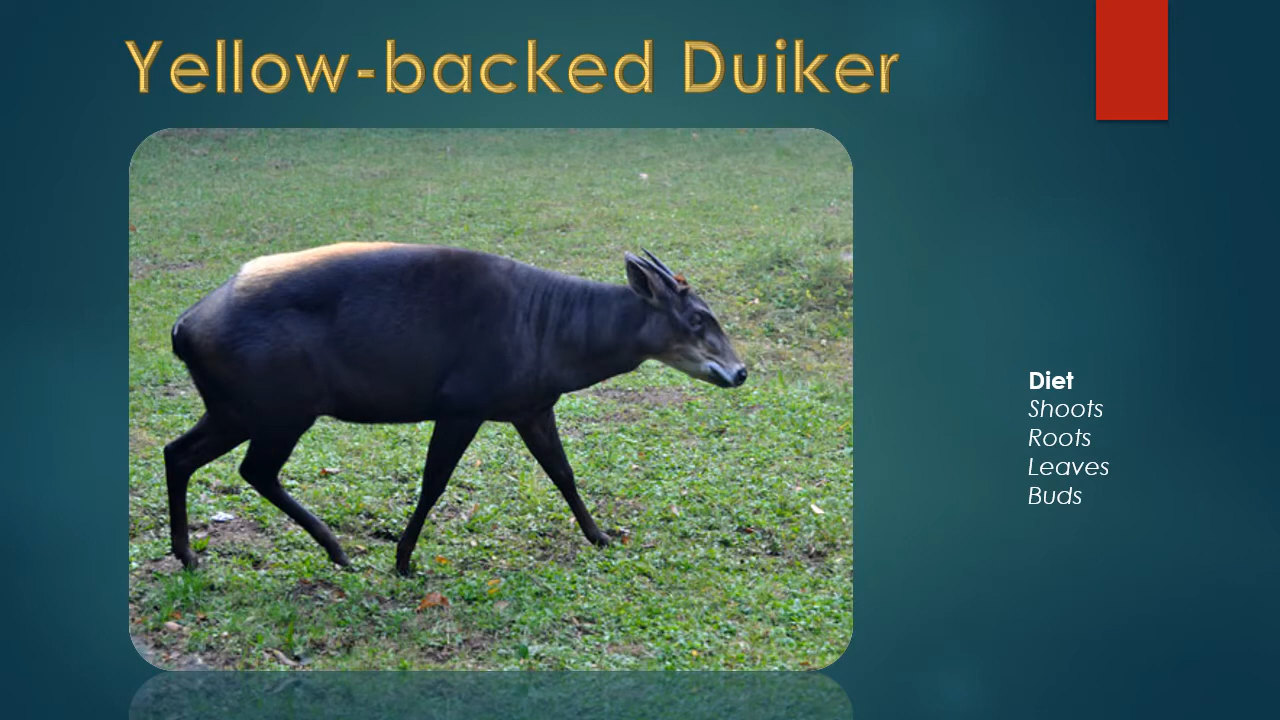 Yellow-backed Duiker
Diet
Shoots
Roots
Leaves
Buds